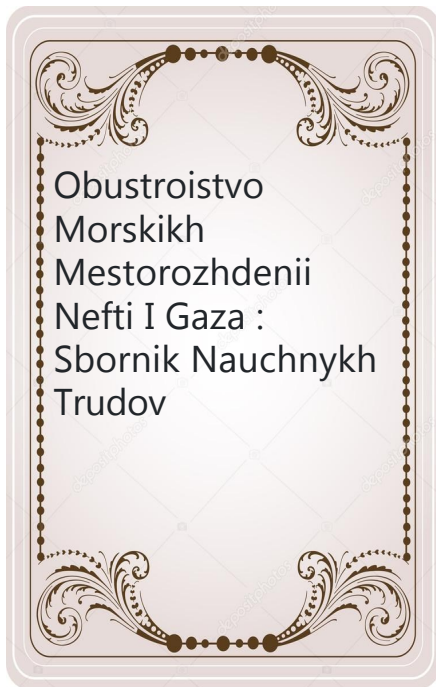 Obustroistvo
Morskikh
Mestorozhdenii
Nefti I Gaza :
Sbornik Nauchnykh
Trudov